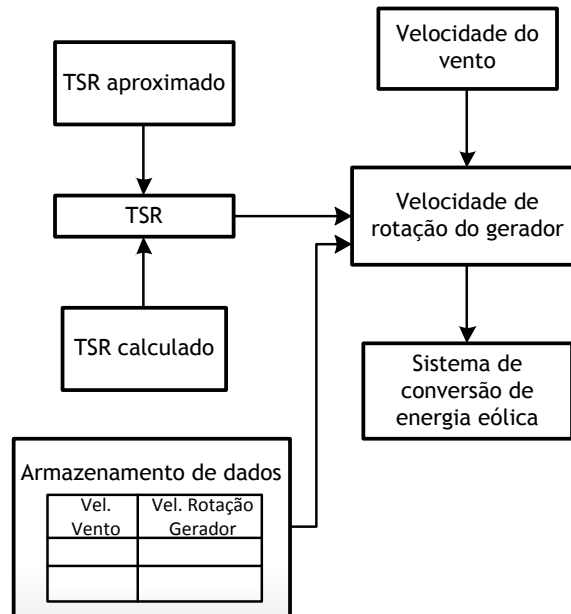 TSR aproximado
Velocidade do
vento
TSR
Velocidade de
rotação do gerador
TSR calculado
Sistema de
conversão de
energia eólica
Armazenamento de dados
Vel.
Vento
Vel. Rotação
Gerador